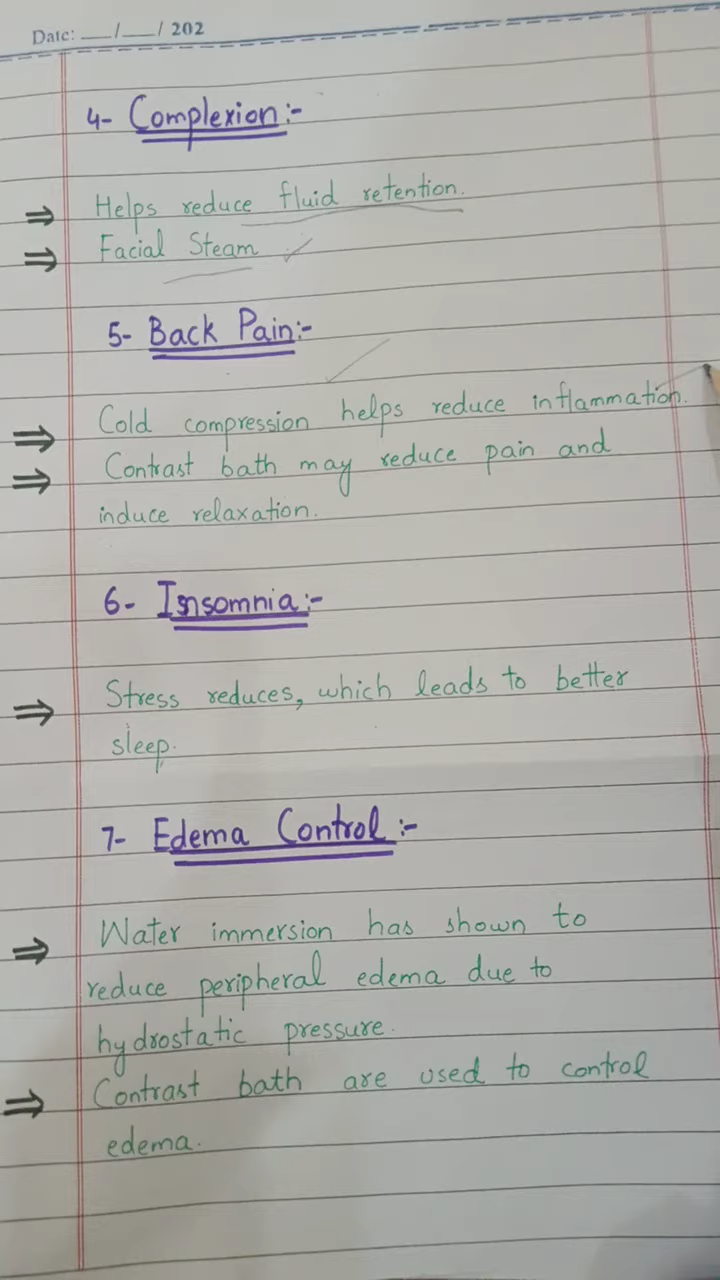 Date: __/__/ 202
4- Complexion:-
⇒ Helps reduce fluid retention.
⇒ Facial Steam ✓
5- Back Pain:-
⇒ Cold compression helps reduce inflammation.
⇒ Contrast bath may reduce pain and
induce relaxation.
6- Insomnia:-
⇒ Stress reduces, which leads to better
sleep.
7- Edema Control:-
⇒ Water immersion has shown to
reduce peripheral edema due to
hydrostatic pressure.
⇒ Contrast bath are used to control
edema.